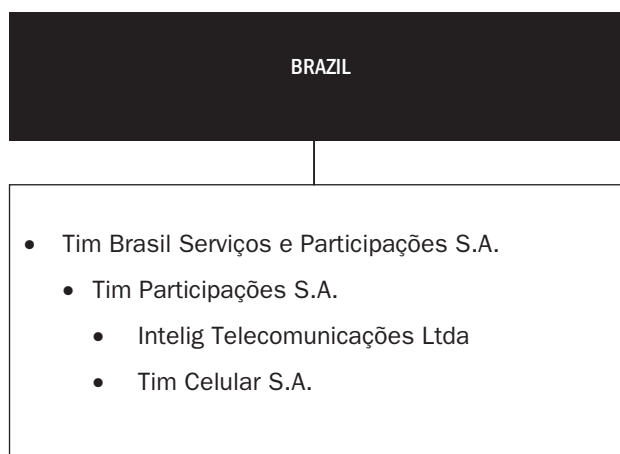 BRAZIL
• Tim Brasil Serviços e Participações S.A.
• Tim Participações S.A.
• Intelig Telecomunicações Ltda
• Tim Celular S.A.